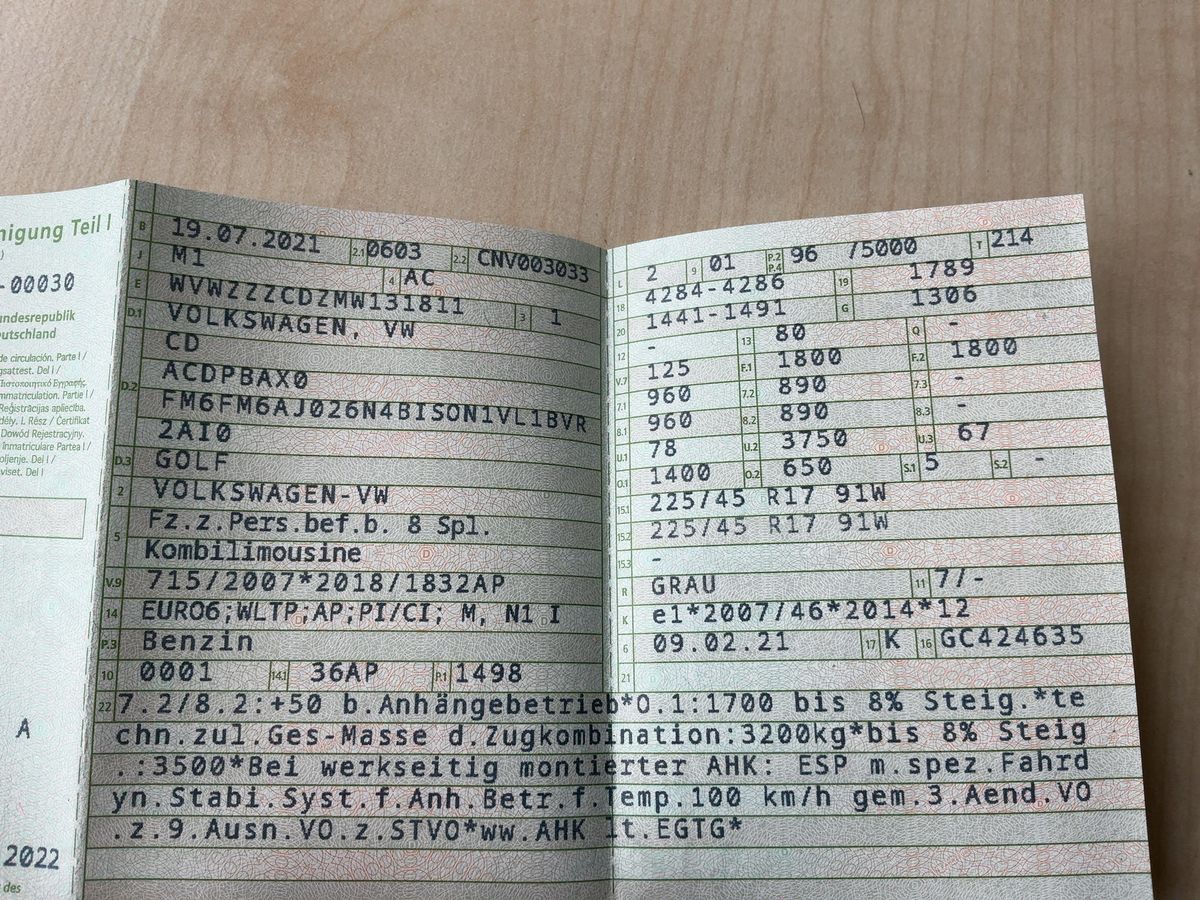 nigung Teil I
-00030
undesrepublik
eutschland
de circulación. Parte I /
Ρегistrācijas
B 19.07.2021 2.1 0603 2.2 CNV003033
J M1 4 AC
E WVWZZZCDZMW131811 3 1
D.1 VOLKSWAGEN, VW
CD
D.2 ACDPBAX0
FM6FM6AJ026N4BISON1VL1BVR
2AI0
D.3 GOLF
2 VOLKSWAGEN-VW
5 Fz.z.Pers.bef.b. 8 Spl.
Kombilimousine
V.9 715/2007*2018/1832AP
14 EURO6;WLTP;AP;PI/CI; M, N1 I
P.3 Benzin
10 0001 14.1 36AP P.1 1498
L 2 9 01 P.2 P.4 96 /5000 T 214
18 4284-4286 19 1789
20 1441-1491 G 1306
12 - 13 80 Q -
V.7 125 F.1 1800 F.2 1800
7.1 960 7.2 890 7.3 -
8.1 960 8.2 890 8.3 -
U.1 78 U.2 3750 U.3 67
O.1 1400 O.2 650 S.1 5 S.2 -
15.1 225/45 R17 91W
15.2 225/45 R17 91W
15.3 -
R GRAU 11 7/-
K e1*2007/46*2014*12
6 09.02.21 17 K 16 GC424635
21
22 7.2/8.2:+50 b.Anhängebetrieb*O.1:1700 bis 8% Steig.*te
chn.zul.Ges-Masse d.Zugkombination:3200kg*bis 8% Steig
.:3500*Bei werkseitig montierter AHK: ESP m.spez.Fahrd
yn.Stabi.Syst.f.Anh.Betr.f.Temp.100 km/h gem.3.Aend.VO
.z.9.Ausn.VO.z.STVO*ww.AHK lt.EGTG*
A
2022
des